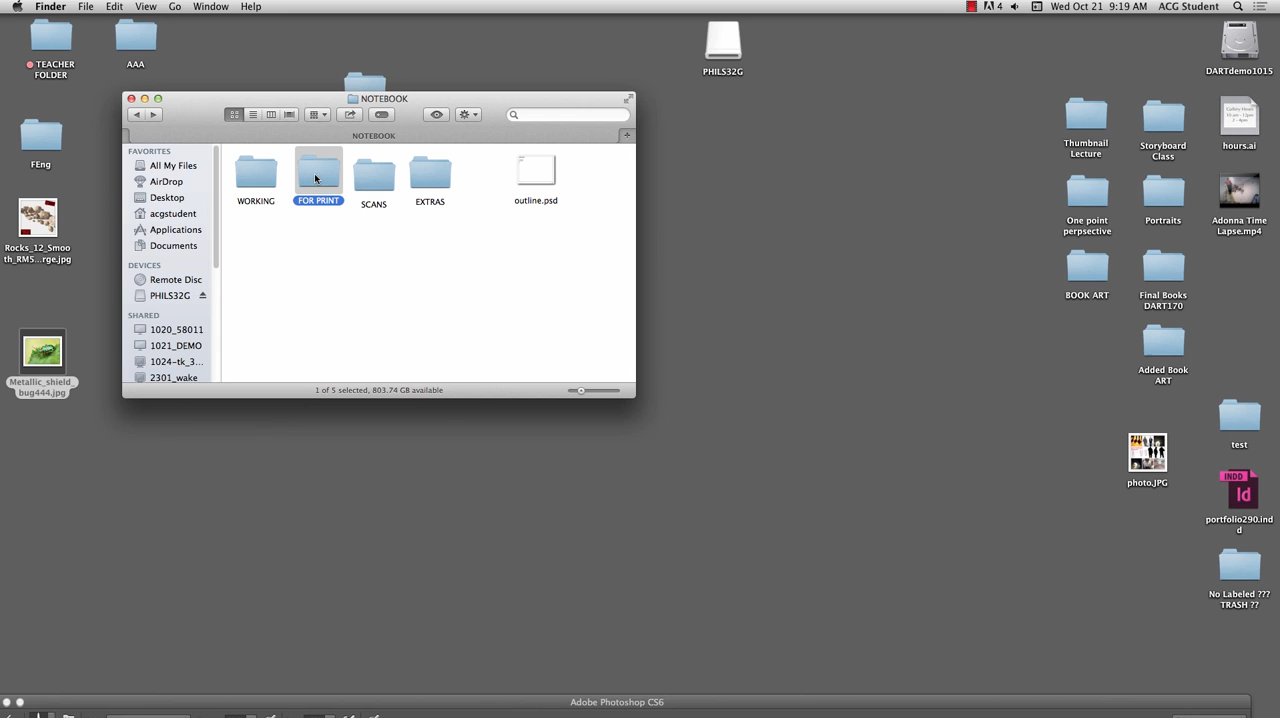 Finder File Edit View Go Window Help 4 Wed Oct 21 9:19 AM ACG Student
TEACHER
FOLDER
AAA
PHILS32G
DARTdemo1015
NOTEBOOK
NOTEBOOK
FAVORITES
All My Files
AirDrop
Desktop
acgstudent
Applications
Documents
DEVICES
Remote Disc
PHILS32G
SHARED
1020_58011
1021_DEMO
1024-tk_3...
2301_wake
WORKING
FOR PRINT
SCANS
EXTRAS
outline.psd
1 of 5 selected, 803.74 GB available
FEng
Rocks_12_Smoo
th_RM5...rge.jpg
Metallic_shield_
bug444.jpg
Thumbnail
Lecture
Storyboard
Class
Gallery Hours
hours.ai
One point
perpsective
Portraits
Adonna Time
Lapse.mp4
BOOK ART
Final Books
DART170
Added Book
ART
test
photo.JPG
INDD
Id
portfolio290.ind
d
No Labeled ???
TRASH ??
Adobe Photoshop CS6